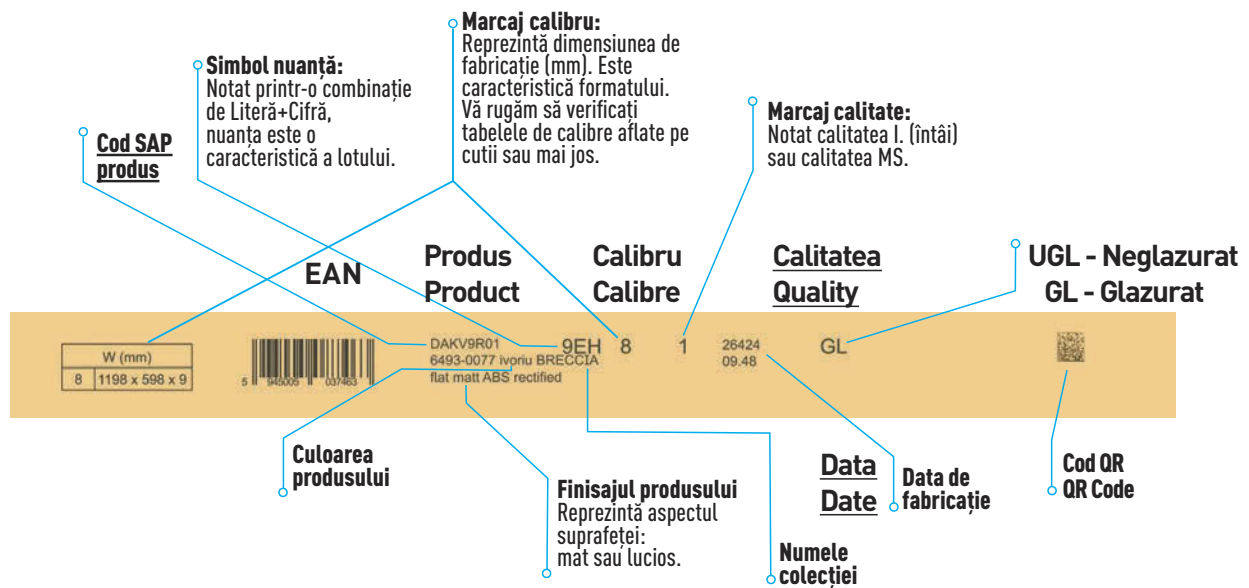 Marcaj calibru:
Reprezintă dimensiunea de
fabricație (mm). Este
caracteristică formatului.
Vă rugăm să verificați
tabelele de calibre aflate pe
cutii sau mai jos.
Simbol nuanță:
Notat printr-o combinație
de Literă+Cifră,
nuanța este o
caracteristică a lotului.
Marcaj calitate:
Notat calitatea I. (întâi)
sau calitatea MS.
Cod SAP
produs
EAN
Produs
Product
Calibru
Calibre
Calitatea
Quality
UGL - Neglazurat
GL - Glazurat
W (mm)
8 1198 x 598 x 9
5 945005 037463
DAKV9R01
6493-0077 ivoriu BRECCIA
flat matt ABS rectified
9EH 8 1
26424
09.48
GL
Culoarea
produsului
Finisajul produsului
Reprezintă aspectul
suprafeței:
mat sau lucios.
Data
Date
Data de
fabricație
Numele
colecției
Cod QR
QR Code